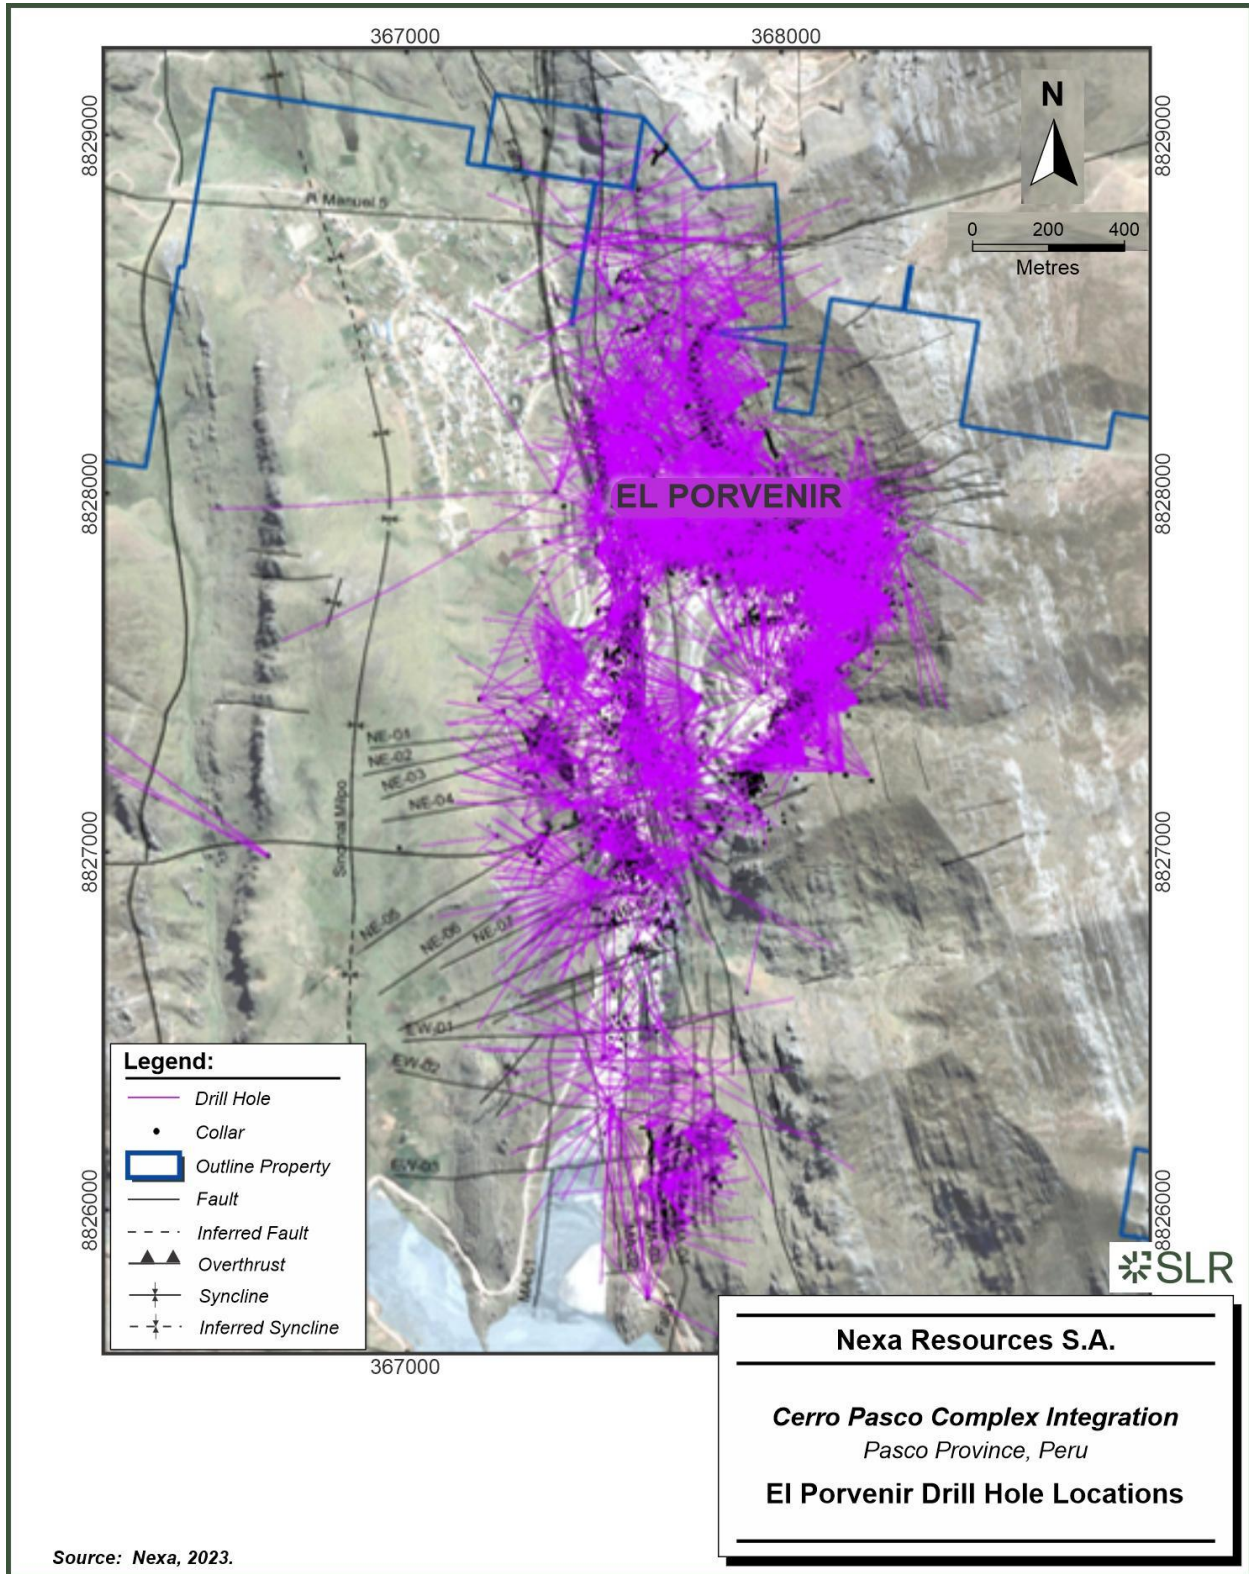 367000
368000
8829000
8829000
N
0 200 400
Metres
Manuel 5
8828000
8828000
EL PORVENIR
NE-01
NE-02
NE-03
NE-04
Sinclinal Milpo
8827000
8827000
NE-05
NE-06
NE-07
EW-01
EW-02
EW-03
8826000
8826000
Legend:
Drill Hole
Collar
Outline Property
Fault
Inferred Fault
Overthrust
Syncline
Inferred Syncline
367000
SLR
Nexa Resources S.A.
Cerro Pasco Complex Integration
Pasco Province, Peru
El Porvenir Drill Hole Locations
Source: Nexa, 2023.